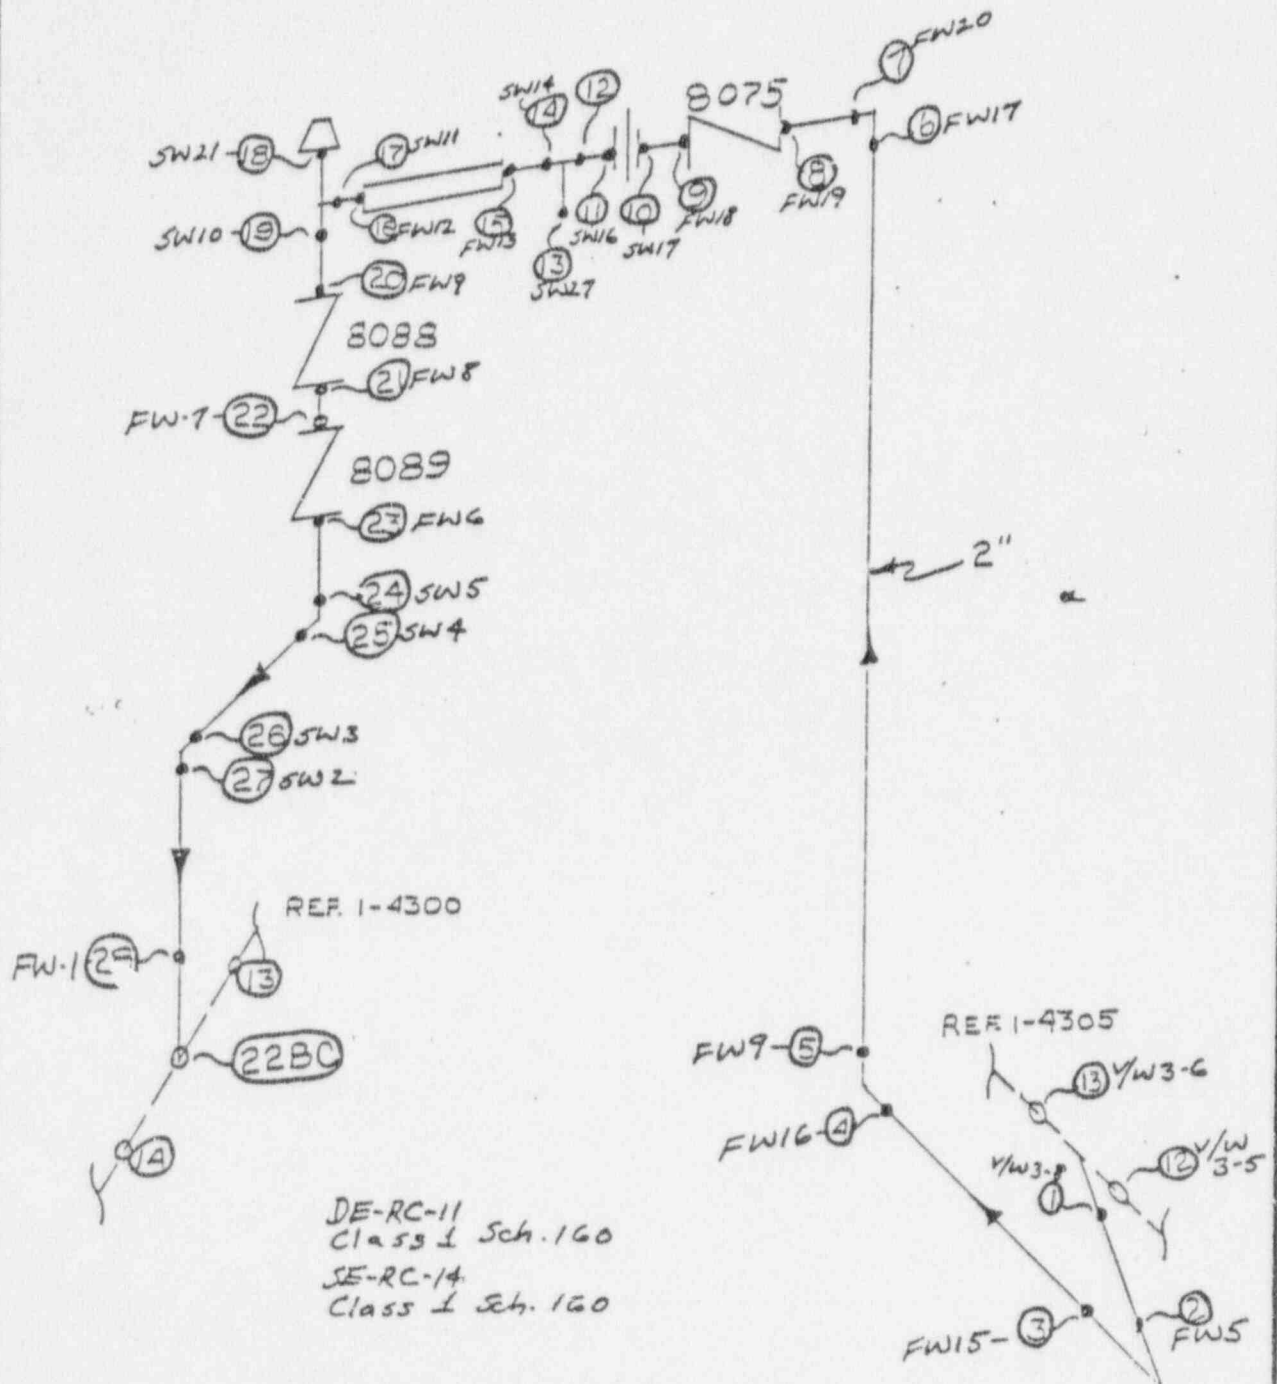 7 FW20
12
SW14
14
8075
6 FW17
SW21-18
17 SW11
8
FW19
9
FW18
10
SW17
11
SW16
15
FW13
16 FW12
SW10-19
13
SW27
20 FW9
8088
21 FW8
FW-7-22
8089
23 FW6
2"
24 SW5
25 SW4
26 SW3
27 SW2
REF. 1-4300
FW-1
13
REF. 1-4305
22BC
FW9-5
13 V/W3-6
FW16-4
14
12 V/W
3-5
1
DE-RC-11
Class 1 Sch. 160
SE-RC-14
Class 1 Sch. 160
FW15-3
2
FW5